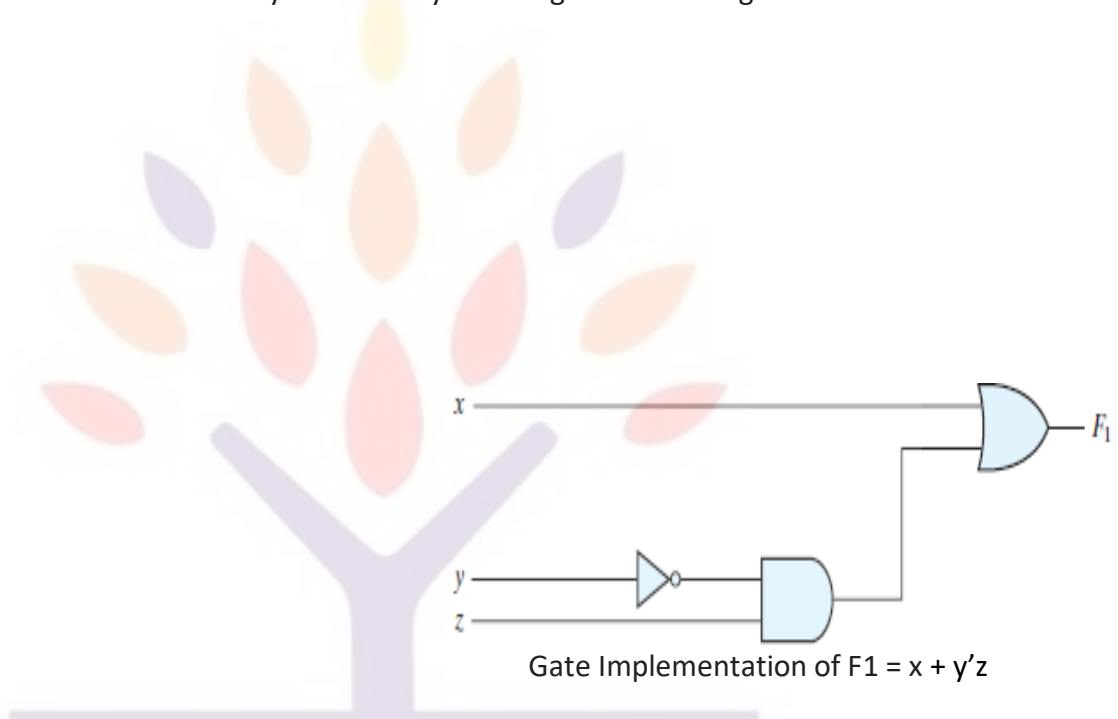 x
F₁
y
z
Gate Implementation of F1 = x + y’z